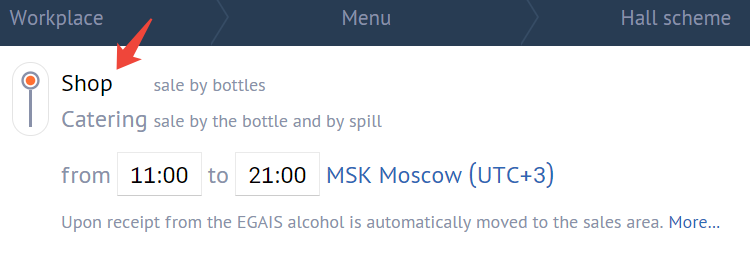 Workplace Menu Hall scheme
Shop sale by bottles
Catering sale by the bottle and by spill
from 11:00 to 21:00 MSK Moscow (UTC+3)
Upon receipt from the EGAIS alcohol is automatically moved to the sales area. More...